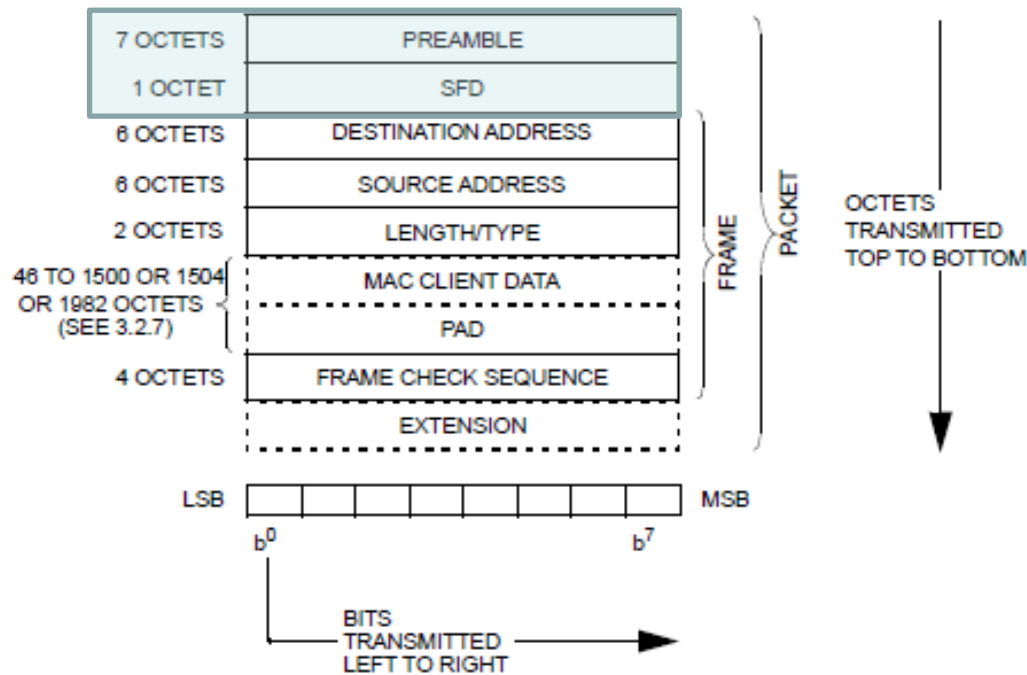 7 OCTETS PREAMBLE
1 OCTET SFD
6 OCTETS DESTINATION ADDRESS
6 OCTETS SOURCE ADDRESS
2 OCTETS LENGTH/TYPE
46 TO 1500 OR 1504
OR 1982 OCTETS
(SEE 3.2.7)
MAC CLIENT DATA
PAD
4 OCTETS FRAME CHECK SEQUENCE
EXTENSION
FRAME
PACKET
OCTETS
TRANSMITTED
TOP TO BOTTOM
LSB MSB
b0 b7
BITS
TRANSMITTED
LEFT TO RIGHT